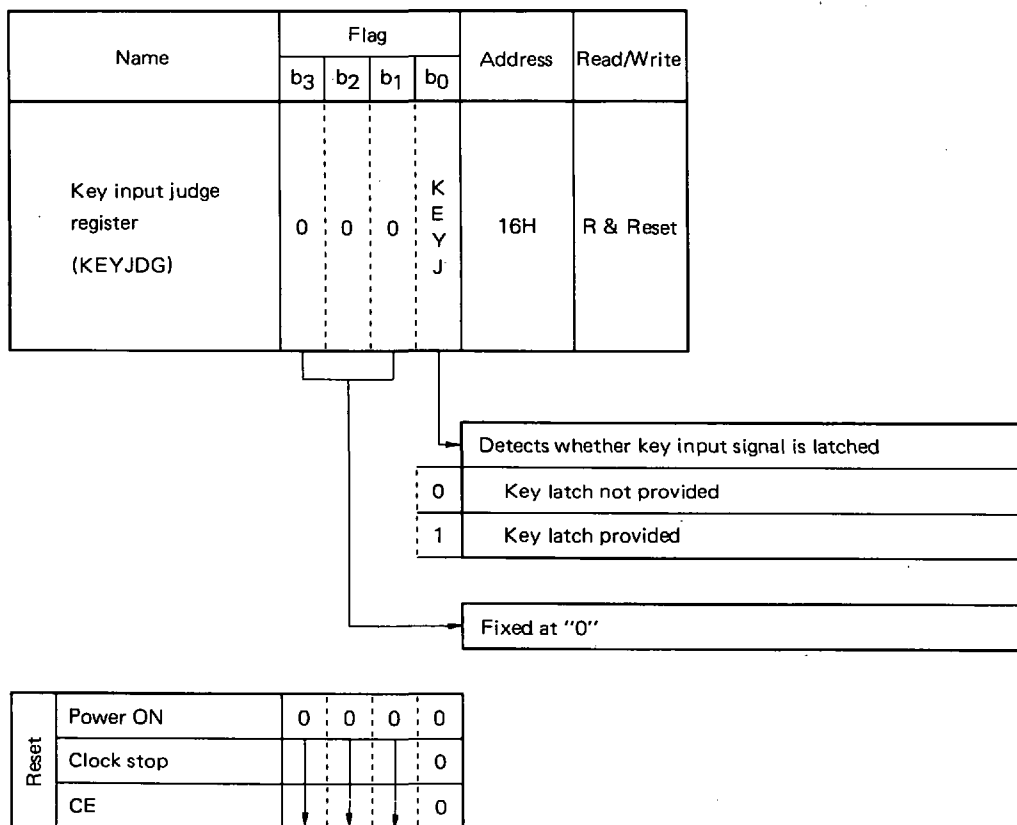 Name
Flag
Address
Read/Write
b3 b2 b1 b0
Key input judge
register
(KEYJDG)
0 0 0
K
E
Y
J
16H
R & Reset
Detects whether key input signal is latched
0 Key latch not provided
1 Key latch provided
Fixed at "0"
Reset
Power ON 0 0 0 0
Clock stop 0
CE 0